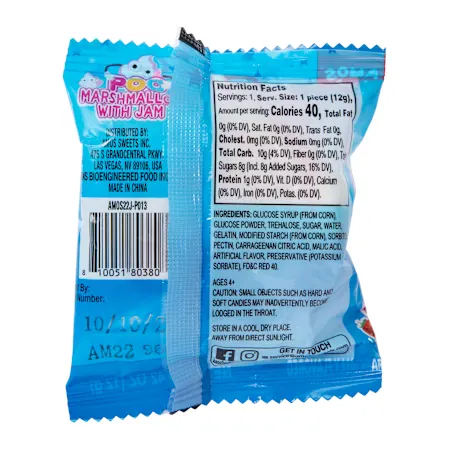 POO
MARSHMALLO
WITH JAM
DISTRIBUTED BY:
AMOS SWEETS INC.
475 S GRANDCENTRAL PKWY
LAS VEGAS, NV 89106. USA
BIOENGINEERED FOOD
MADE IN CHINA
AMOS22J-P013
8 10051 80380
By:
Number:
10/10/2
AM22
Nutrition Facts
Servings: 1, Serv. Size: 1 piece (12g),
Amount per serving: Calories 40, Total Fat
0g (0% DV), Sat. Fat 0g (0% DV), Trans Fat 0g,
Cholest. 0mg (0% DV), Sodium 0mg (0% DV),
Total Carb. 10g (4% DV), Fiber 0g (0% DV),
Sugars 8g (Incl. 8g Added Sugars, 16% DV),
Protein 1g (0% DV), Vit. D (0% DV), Calcium
(0% DV), Iron (0% DV), Potas. (0% DV).
INGREDIENTS: GLUCOSE SYRUP (FROM CORN),
GLUCOSE POWDER, TREHALOSE, SUGAR, WATER,
GELATIN, MODIFIED STARCH (FROM CORN),
PECTIN, CARRAGEENAN CITRIC ACID, MALIC ACID,
ARTIFICIAL FLAVOR, PRESERVATIVE (POTASSIUM
SORBATE), FD&C RED 40.
AGES 4+
CAUTION: SMALL OBJECTS SUCH AS HARD AND
SOFT CANDIES MAY INADVERTENTLY BECOME
LODGED IN THE THROAT.
STORE IN A COOL, DRY PLACE.
AWAY FROM DIRECT SUNLIGHT.
GET IN TOUCH